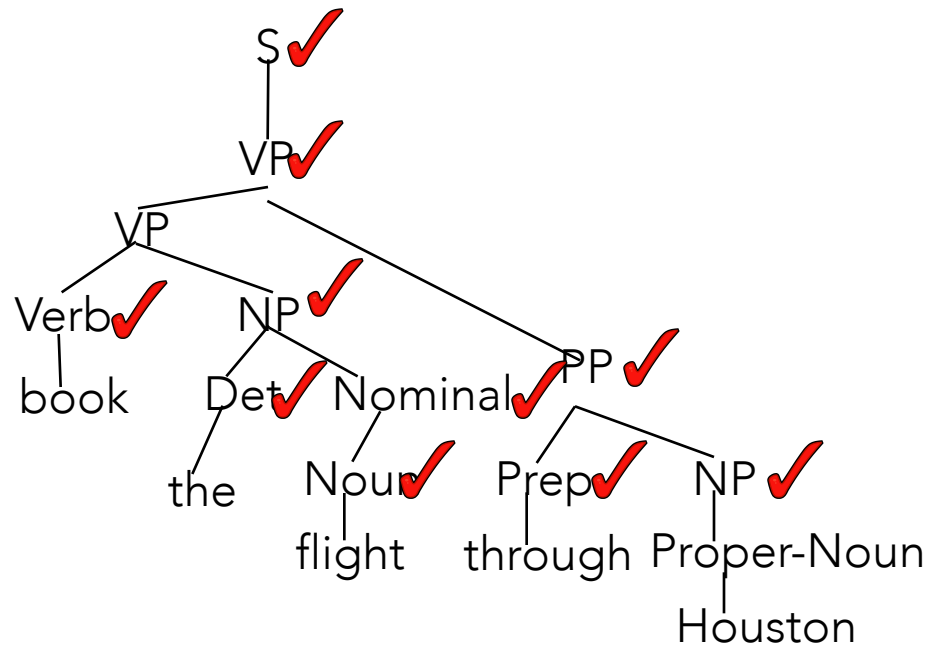 S
VP
VP
Verb NP
PP
book Det Nominal
the Noun Prep NP
flight through Proper-Noun
Houston